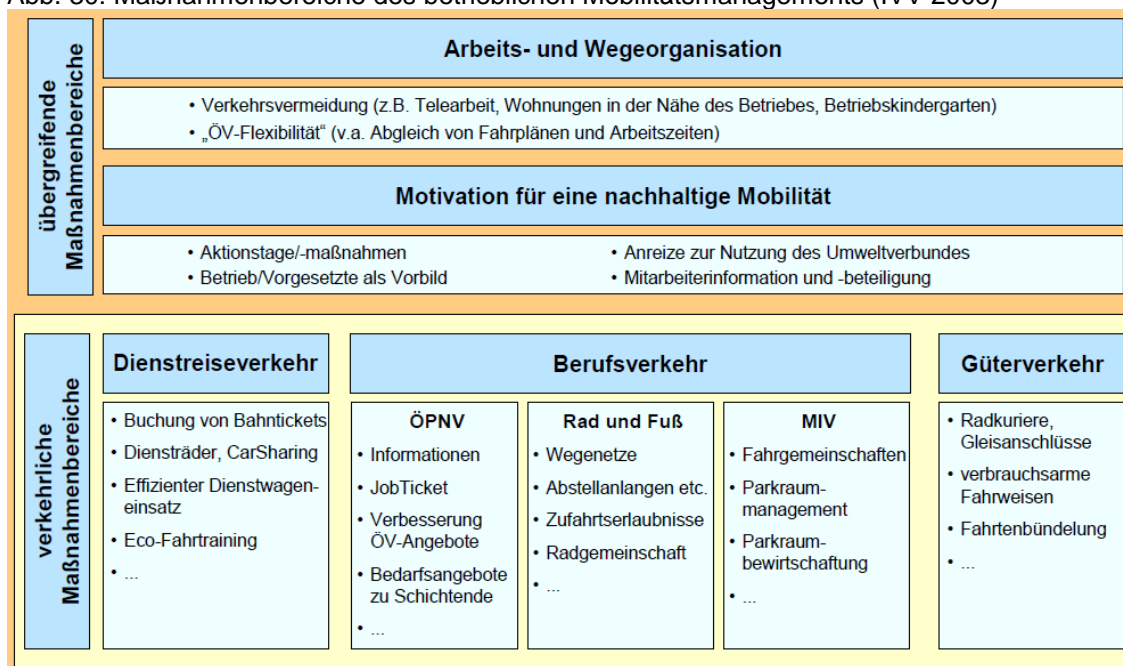 Abb. 30: Maßnahmenbereiche des betrieblichen Mobilitätsmanagements (IVV 2003)
übergreifende
Maßnahmenbereiche
Arbeits- und Wegeorganisation
• Verkehrsvermeidung (z.B. Telearbeit, Wohnungen in der Nähe des Betriebes, Betriebskindergarten)
• „ÖV-Flexibilität“ (v.a. Abgleich von Fahrplänen und Arbeitszeiten)
Motivation für eine nachhaltige Mobilität
• Aktionstage/-maßnahmen
• Betrieb/Vorgesetzte als Vorbild
• Anreize zur Nutzung des Umweltverbundes
• Mitarbeiterinformation und -beteiligung
verkehrliche
Maßnahmenbereiche
Dienstreiseverkehr
• Buchung von Bahntickets
• Diensträder, CarSharing
• Effizienter Dienstwagen-
einsatz
• Eco-Fahrtraining
• ...
Berufsverkehr
ÖPNV
• Informationen
• JobTicket
• Verbesserung
ÖV-Angebote
• Bedarfsangebote
zu Schichtende
• ...
Rad und Fuß
• Wegenetze
• Abstellanlangen etc.
• Zufahrtserlaubnisse
• Radgemeinschaft
• ...
MIV
• Fahrgemeinschaften
• Parkraum-
management
• Parkraum-
bewirtschaftung
• ...
Güterverkehr
• Radkuriere,
Gleisanschlüsse
• verbrauchsarme
Fahrweisen
• Fahrtenbündelung
• ...